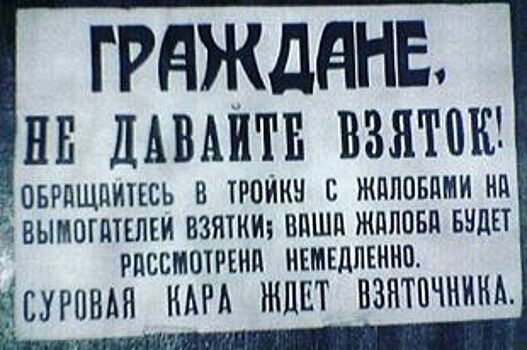 ГРАЖДАНЕ,
НЕ ДАВАЙТЕ ВЗЯТОК!
ОБРАЩАЙТЕСЬ В ТРОЙКУ С ЖАЛОБАМИ НА
ВЫМОГАТЕЛЕЙ ВЗЯТКИ; ВАША ЖАЛОБА БУДЕТ
РАССМОТРЕНА НЕМЕДЛЕННО.
СУРОВАЯ КАРА ЖДЕТ ВЗЯТОЧНИКА.